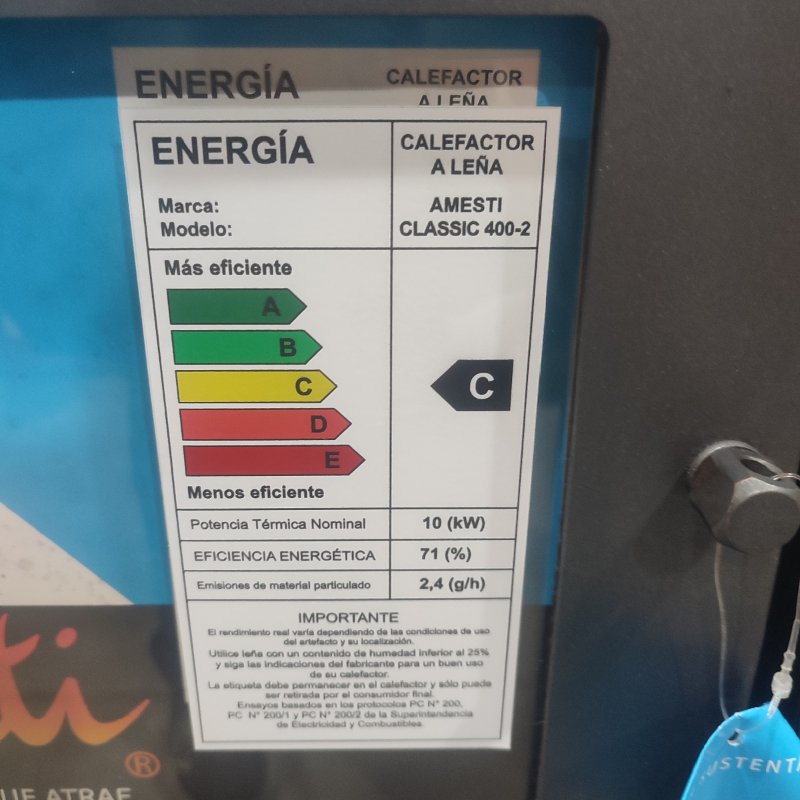 ENERGÍA
CALEFACTOR
A LEÑA
ENERGÍA
CALEFACTOR
A LEÑA
Marca:
AMESTI
Modelo:
CLASSIC 400-2
Más eficiente
A
B
C
D
E
C
Menos eficiente
Potencia Térmica Nominal
10 (kW)
EFICIENCIA ENERGÉTICA
71 (%)
Emisiones de material particulado
2,4 (g/h)
IMPORTANTE
El rendimiento real varía dependiendo de las condiciones de uso
del artefacto y su localización.
Utilice leña con un contenido de humedad inferior al 25%
y siga las indicaciones del fabricante para un buen uso
de su calefactor.
La etiqueta debe permanecer en el calefactor y sólo puede
ser retirada por el consumidor final.
Ensayos basados en los protocolos PC N° 200,
PC N° 200/1 y PC N° 200/2 de la Superintendencia
de Electricidad y Combustibles.
ti
®
UE ATRAE
USTENT